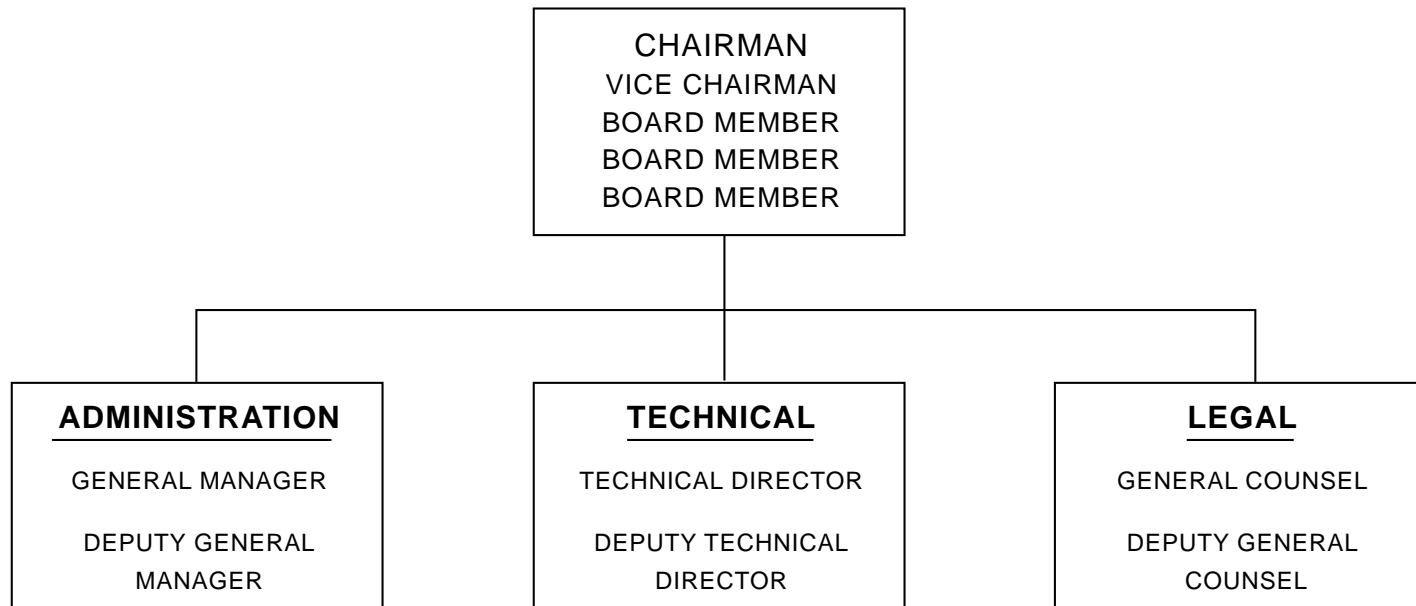 CHAIRMAN
VICE CHAIRMAN
BOARD MEMBER
BOARD MEMBER
BOARD MEMBER
ADMINISTRATION
GENERAL MANAGER
DEPUTY GENERAL
MANAGER
TECHNICAL
TECHNICAL DIRECTOR
DEPUTY TECHNICAL
DIRECTOR
LEGAL
GENERAL COUNSEL
DEPUTY GENERAL
COUNSEL